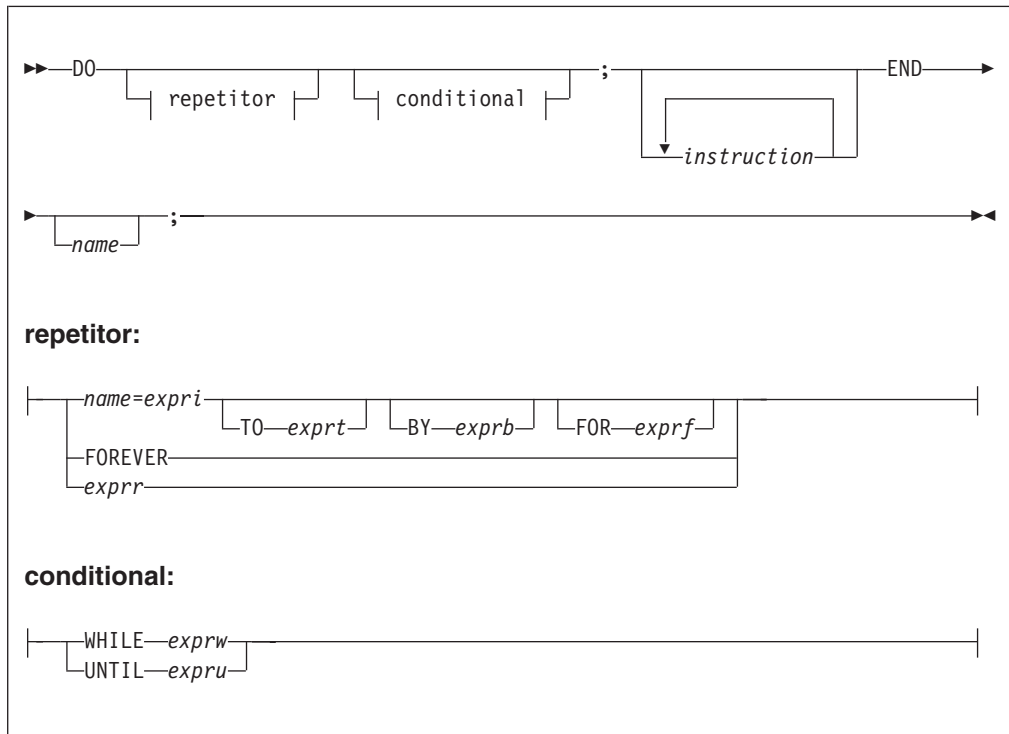 DO ; END
repetitor conditional
instruction
;
name
repetitor:
name=expri
TO exprt BY exprb FOR exprf
FOREVER
exprr
conditional:
WHILE exprw
UNTIL expru